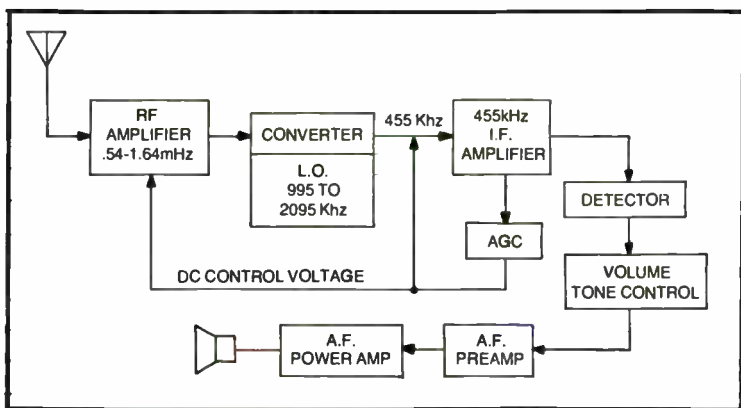 RF
AMPLIFIER
.54-1.64mHz
CONVERTER
L.O.
995 TO
2095 Khz
455 Khz
455kHz
I.F.
AMPLIFIER
DETECTOR
AGC
DC CONTROL VOLTAGE
VOLUME
TONE CONTROL
A.F.
POWER AMP
A.F.
PREAMP